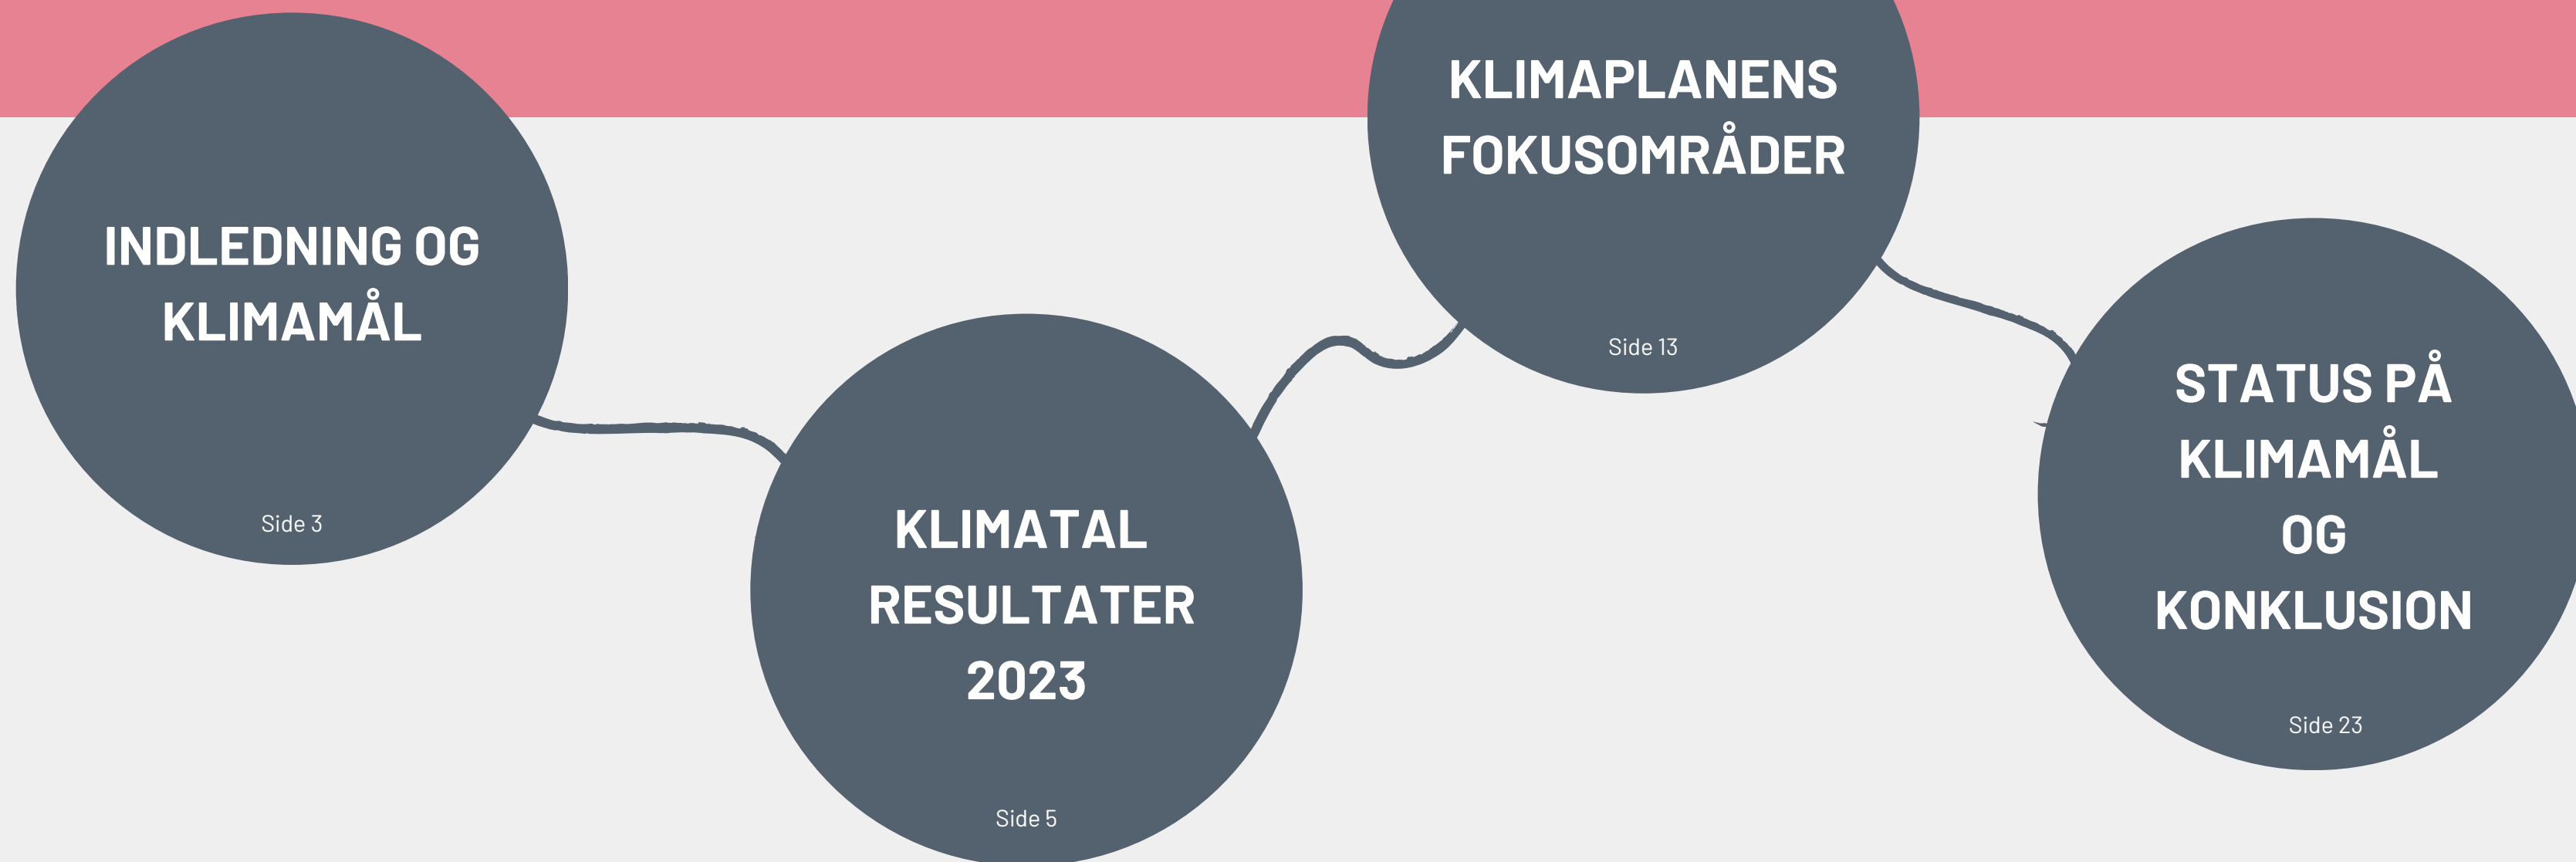 INDLEDNING OG
KLIMAMÅL
Side 3
KLIMATAL
RESULTATER
2023
Side 5
KLIMAPLANENS
FOKUSOMRÅDER
Side 13
STATUS PÅ
KLIMAMÅL
OG
KONKLUSION
Side 23